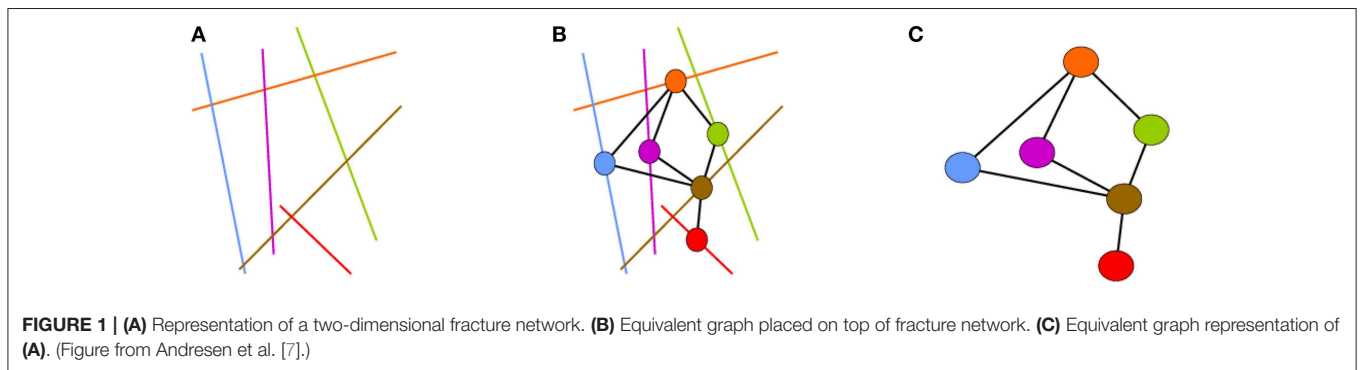 A
B
C
FIGURE 1 | (A) Representation of a two-dimensional fracture network. (B) Equivalent graph placed on top of fracture network. (C) Equivalent graph representation of
(A). (Figure from Andresen et al. [7].)